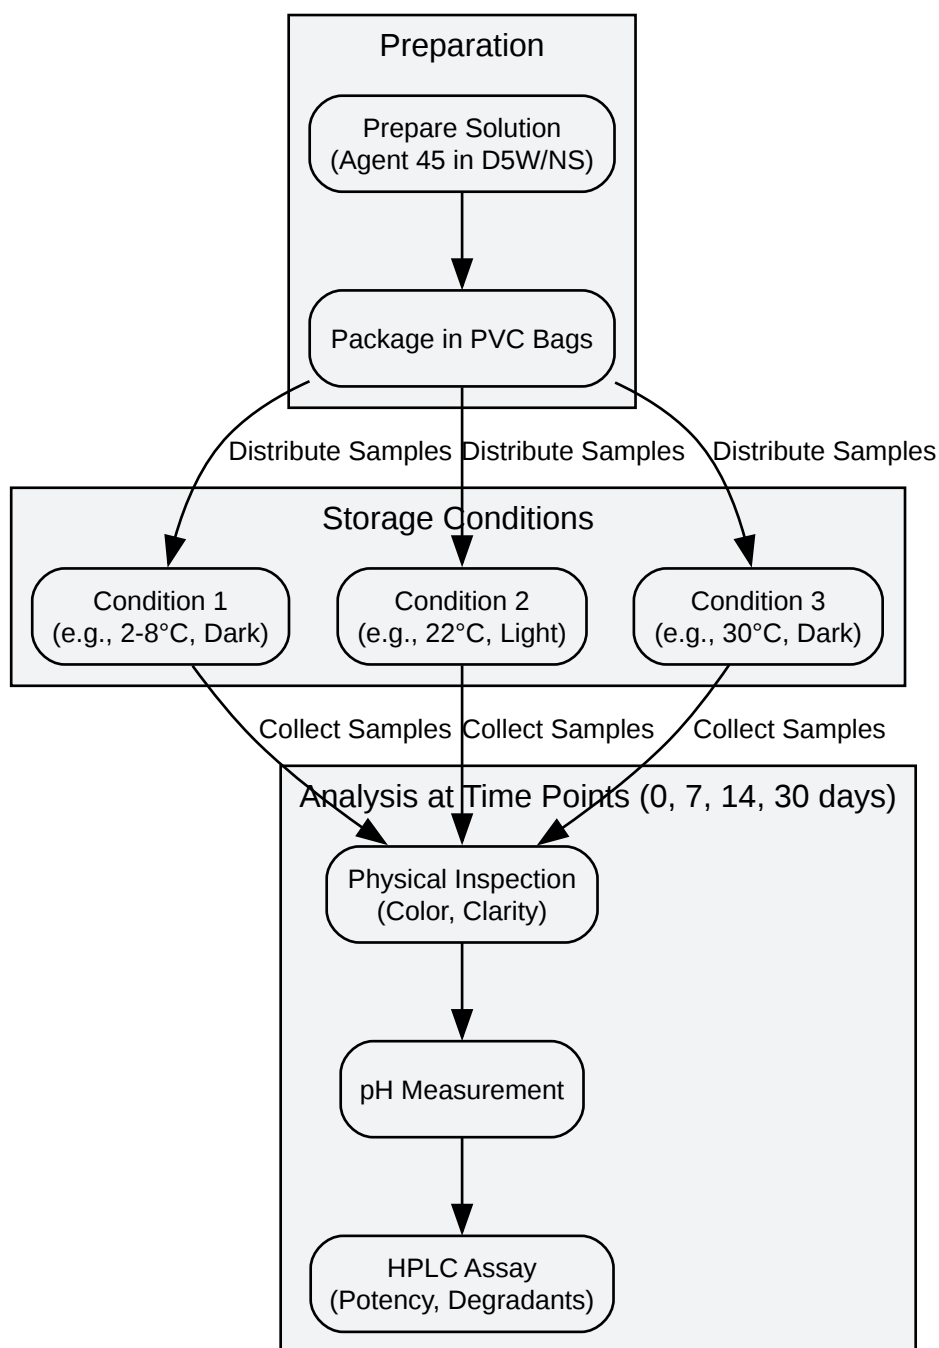 Preparation
Prepare Solution
(Agent 45 in D5W/NS)
Package in PVC Bags
Distribute Samples
Distribute Samples
Distribute Samples
Storage Conditions
Condition 1
(e.g., 2-8°C, Dark)
Condition 2
(e.g., 22°C, Light)
Condition 3
(e.g., 30°C, Dark)
Collect Samples
Collect Samples
Collect Samples
Analysis at Time Points (0, 7, 14, 30 days)
Physical Inspection
(Color, Clarity)
pH Measurement
HPLC Assay
(Potency, Degradants)